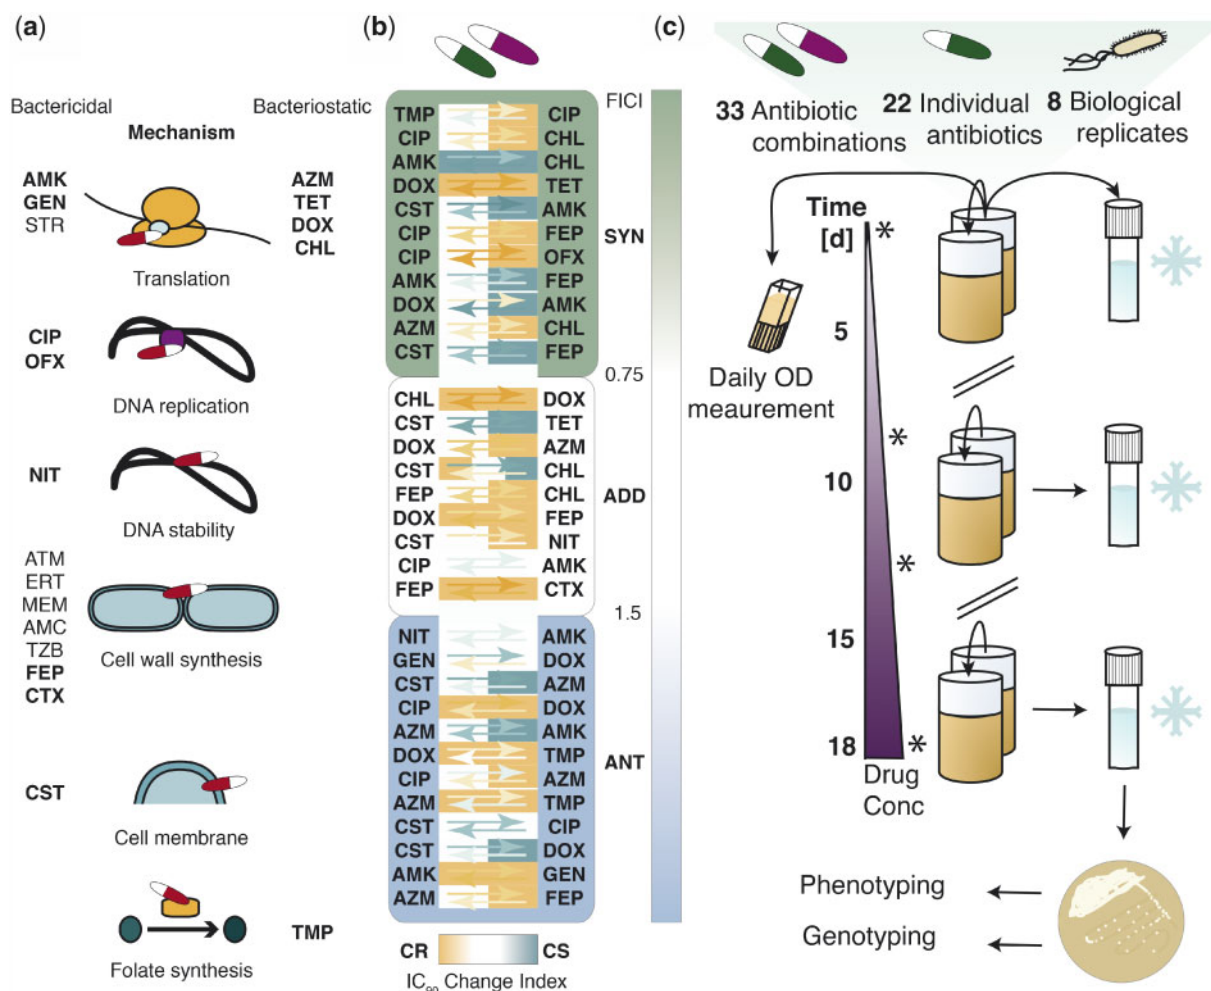 (a)
Bactericidal
Bacteriostatic
Mechanism
AMK
GEN
STR
AZM
TET
DOX
CHL
Translation
CIP
OFX
DNA replication
NIT
DNA stability
ATM
ERT
MEM
AMC
TZB
FEP
CTX
Cell wall synthesis
CST
Cell membrane
TMP
Folate synthesis
(b)
FICI
TMP CIP
CIP CHL
AMK CHL
DOX TET
CST AMK
CIP FEP
CIP OFX
AMK FEP
DOX AMK
AZM CHL
CST FEP
SYN
0.75
CHL DOX
CST TET
DOX AZM
CST CHL
FEP CHL
DOX FEP
CST NIT
CIP AMK
FEP CTX
ADD
1.5
NIT AMK
GEN DOX
CST AZM
CIP DOX
AZM AMK
DOX TMP
CIP AZM
AZM TMP
CST CIP
CST DOX
AMK GEN
AZM FEP
ANT
CR CS
IC90 Change Index
(c)
33 Antibiotic
combinations
22 Individual
antibiotics
8 Biological
replicates
Time
[d]
*
5
Daily OD
meaurement
*
10
*
15
18
*
Drug
Conc
Phenotyping
Genotyping